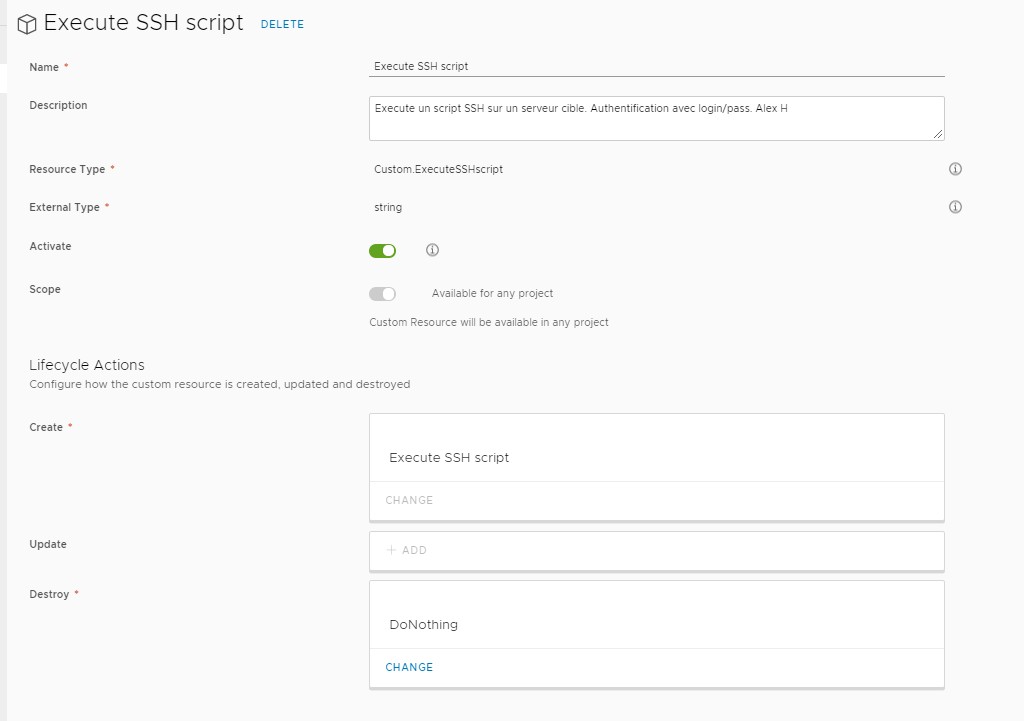 Execute SSH script DELETE
Name * Execute SSH script
Description Execute un script SSH sur un serveur cible. Authentification avec login/pass. Alex H
Resource Type * Custom.ExecuteSSHscript
External Type * string
Activate
Scope Available for any project
Custom Resource will be available in any project
Lifecycle Actions
Configure how the custom resource is created, updated and destroyed
Create * Execute SSH script
CHANGE
Update + ADD
Destroy * DoNothing
CHANGE